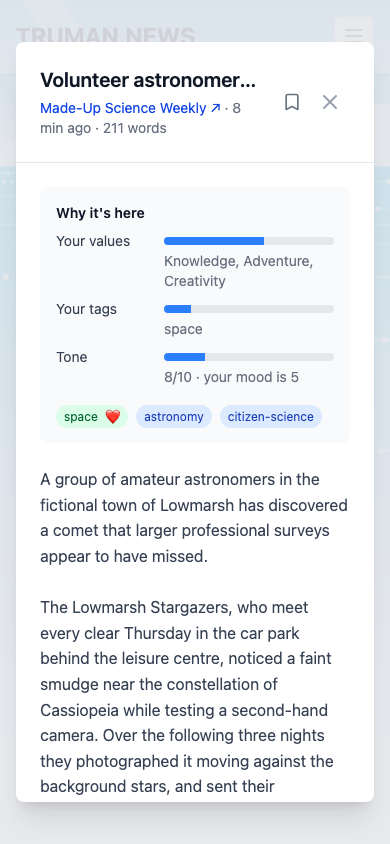 TRUMAN NEWS
Volunteer astronomer...
Made-Up Science Weekly ↗ · 8
min ago · 211 words
Why it's here
Your values
Knowledge, Adventure,
Creativity
Your tags
space
Tone
8/10 · your mood is 5
space ❤️ astronomy citizen-science
A group of amateur astronomers in the
fictional town of Lowmarsh has discovered
a comet that larger professional surveys
appear to have missed.
The Lowmarsh Stargazers, who meet
every clear Thursday in the car park
behind the leisure centre, noticed a faint
smudge near the constellation of
Cassiopeia while testing a second-hand
camera. Over the following three nights
they photographed it moving against the
background stars, and sent their